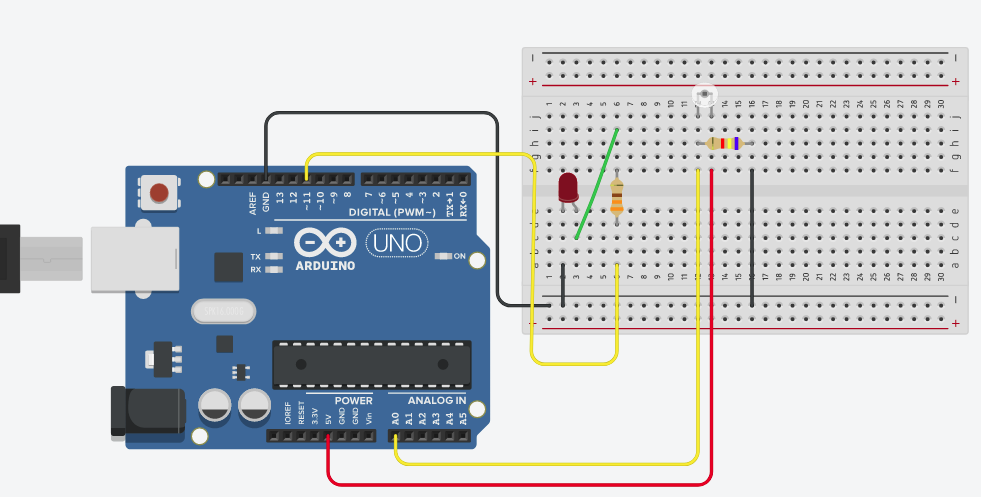 − −
+ +
1 2 3 4 5 6 7 8 9 10 11 12 13 14 15 16 17 18 19 20 21 22 23 24 25 26 27 28 29 30
j j
i i
h h
g g
f f
e
d
c
b
a a
1 2 3 4 5 6 7 8 9 10 11 12 13 14 15 16 17 18 19 20 21 22 23 24 25 26 27 28 29 30
− −
+ +
AREF GND 13 12 ~11 ~10 ~9 8 7 ~6 ~5 4 ~3 2 TX→1 RX←0
DIGITAL (PWM~)
L
TX
RX
UNO
ARDUINO
ON
POWER ANALOG IN
IOREF RESET 3.3V 5V GND GND Vin A0 A1 A2 A3 A4 A5